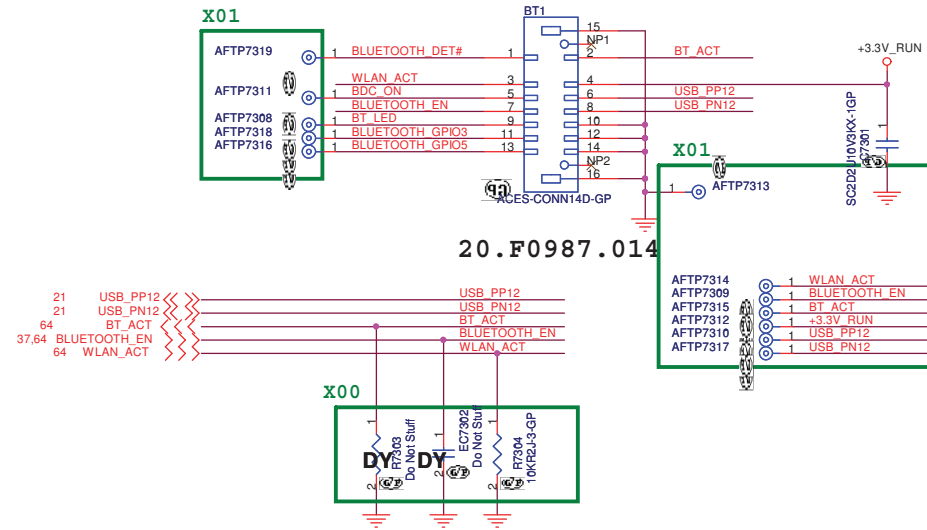 X01
BT1
AFTP7319 1 BLUETOOTH_DET# 1
15
NP1
2 BT_ACT
+3.3V_RUN
WLAN_ACT 3
4
AFTP7311 1 BDC_ON 5
6 USB_PP12
BLUETOOTH_EN 7
8 USB_PN12
AFTP7308 1 BT_LED 9
10
AFTP7318 1 BLUETOOTH_GPIO3 11
12
AFTP7316 1 BLUETOOTH_GPIO5 13
14
NP2
16
ACES-CONN14D-GP
20.F0987.014
1
SC2D2U10V3KX-1GP
X01
1 AFTP7313
AFTP7314 1 WLAN_ACT
AFTP7309 1 BLUETOOTH_EN
AFTP7315 1 BT_ACT
AFTP7312 1 +3.3V_RUN
AFTP7310 1 USB_PP12
AFTP7317 1 USB_PN12
21 USB_PP12 USB_PP12
21 USB_PN12 USB_PN12
64 BT_ACT BT_ACT
37,64 BLUETOOTH_EN BLUETOOTH_EN
64 WLAN_ACT WLAN_ACT
X00
1 2 R7303
Do Not Stuff
DY
1 2 EC7302
Do Not Stuff
DY
1 2 R7304
10KR2J-3-GP